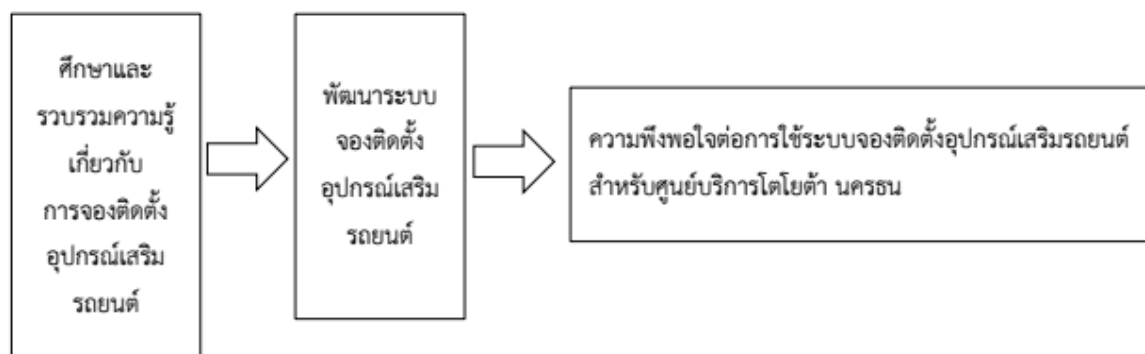 ศึกษาและ
รวบรวมความรู้
เกี่ยวกับ
การจองติดตั้ง
อุปกรณ์เสริม
รถยนต์
พัฒนาระบบ
จองติดตั้ง
อุปกรณ์เสริม
รถยนต์
ความพึงพอใจต่อการใช้ระบบจองติดตั้งอุปกรณ์เสริมรถยนต์
สำหรับศูนย์บริการโตโยต้า นครธน